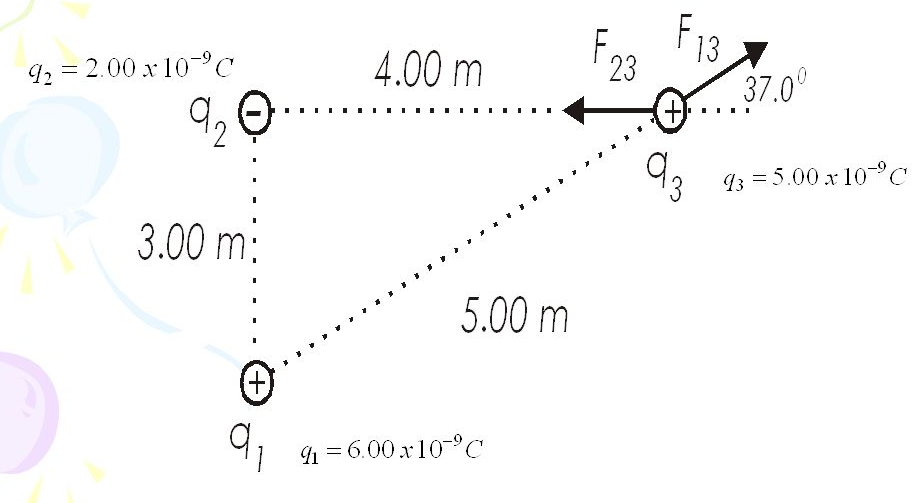 F₁₃
F₂₃
q₂ = 2.00 x 10⁻⁹ C
4.00 m
37.0⁰
q₂
−
+
q₃
q₃ = 5.00 x 10⁻⁹ C
3.00 m
5.00 m
+
q₁
q₁ = 6.00 x 10⁻⁹ C